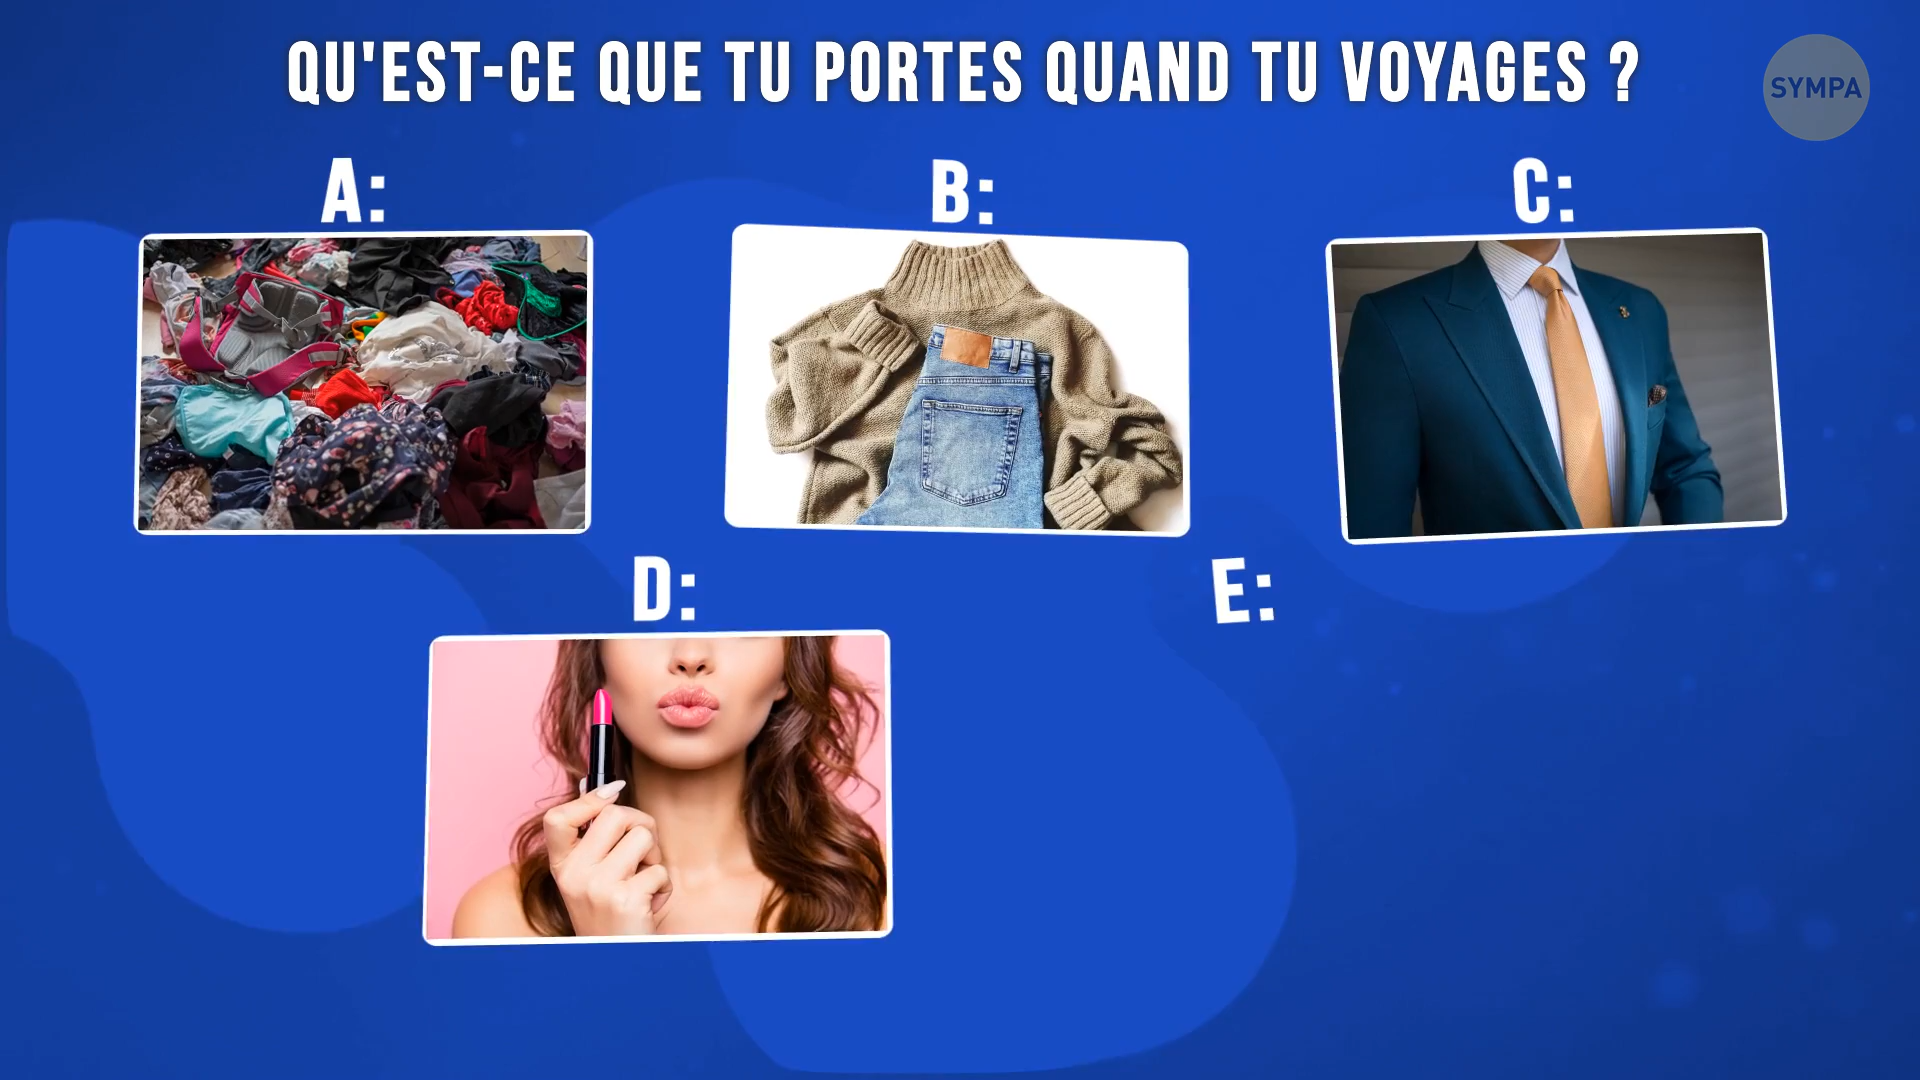 QU'EST-CE QUE TU PORTES QUAND TU VOYAGES ?
SYMPA
A:
B:
C:
D:
E: